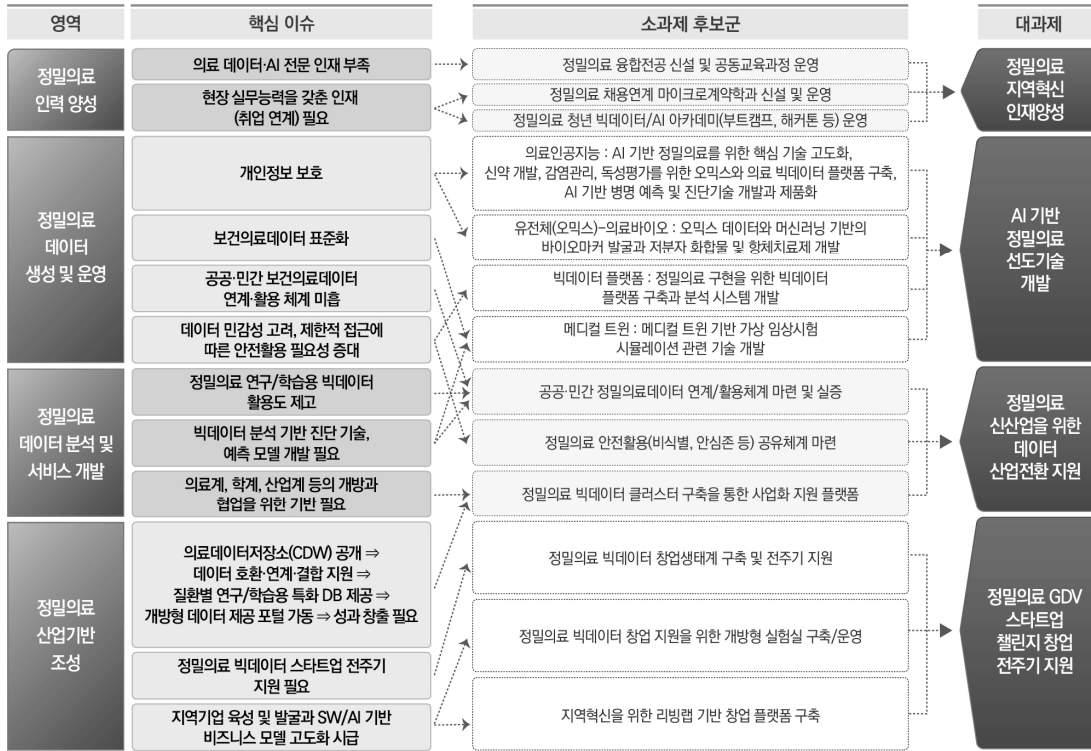 영역
핵심 이슈
소과제 후보군
대과제
정밀의료
인력 양성
의료 데이터·AI 전문 인재 부족
현장 실무능력을 갖춘 인재
(취업 연계) 필요
정밀의료 융합전공 신설 및 공동교육과정 운영
정밀의료 채용연계 마이크로계약학과 신설 및 운영
정밀의료 청년 빅데이터/AI 아카데미(부트캠프, 해커톤 등) 운영
정밀의료
지역혁신
인재양성
정밀의료
데이터
생성 및 운영
개인정보 보호
보건의료데이터 표준화
공공·민간 보건의료데이터
연계·활용 체계 미흡
데이터 민감성 고려, 제한적 접근에
따른 안전활용 필요성 증대
의료인공지능 : AI 기반 정밀의료를 위한 핵심 기술 고도화,
신약 개발, 감염관리, 독성평가를 위한 오믹스와 의료 빅데이터 플랫폼 구축,
AI 기반 병명 예측 및 진단기술 개발과 제품화
유전체(오믹스)-의료바이오 : 오믹스 데이터와 머신러닝 기반의
바이오마커 발굴과 저분자 화합물 및 항체치료제 개발
빅데이터 플랫폼 : 정밀의료 구현을 위한 빅데이터
플랫폼 구축과 분석 시스템 개발
메디컬 트윈 : 메디컬 트윈 기반 가상 임상시험
시뮬레이션 관련 기술 개발
AI 기반
정밀의료
선도기술
개발
정밀의료
데이터 분석 및
서비스 개발
정밀의료 연구/학습용 빅데이터
활용도 제고
빅데이터 분석 기반 진단 기술,
예측 모델 개발 필요
의료계, 학계, 산업계 등의 개방과
협업을 위한 기반 필요
공공·민간 정밀의료데이터 연계/활용체계 마련 및 실증
정밀의료 안전활용(비식별, 안심존 등) 공유체계 마련
정밀의료 빅데이터 클러스터 구축을 통한 사업화 지원 플랫폼
정밀의료
신산업을 위한
데이터
산업전환 지원
정밀의료
산업기반
조성
의료데이터저장소(CDW) 공개 ⇒
데이터 호환·연계·결합 지원 ⇒
질환별 연구/학습용 특화 DB 제공 ⇒
개방형 데이터 제공 포털 가동 ⇒ 성과 창출 필요
정밀의료 빅데이터 스타트업 전주기
지원 필요
지역기업 육성 및 발굴과 SW/AI 기반
비즈니스 모델 고도화 시급
정밀의료 빅데이터 창업생태계 구축 및 전주기 지원
정밀의료 빅데이터 창업 지원을 위한 개방형 실험실 구축/운영
지역혁신을 위한 리빙랩 기반 창업 플랫폼 구축
정밀의료 GDV
스타트업
챌린지 창업
전주기 지원